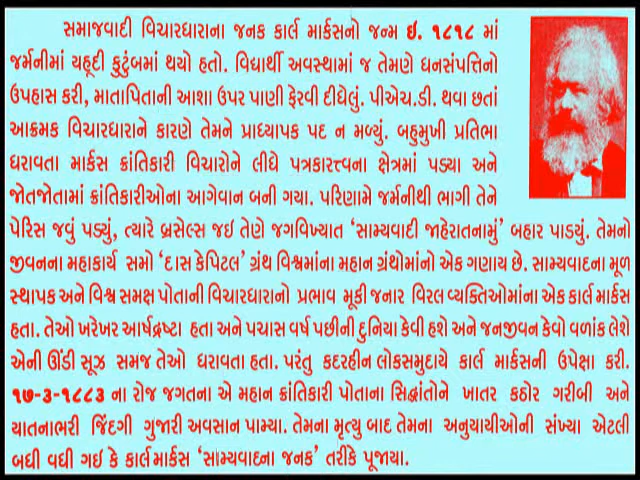 સમાજવાદી વિચારધારાના જનક કાર્લ માર્કસનો જન્મ ઇ. ૧૮૧૮ માં
જર્મનીમાં યહૂદી કુટુંબમાં થયો હતો. વિદ્યાર્થી અવસ્થામાં જ તેમણે ધનસંપત્તિનો
ઉપહાસ કરી, માતાપિતાની આશા ઉપર પાણી ફેરવી દીધેલું. પીએચ.ડી. થવા છતાં
આક્રમક વિચારધારાને કારણે તેમને પ્રાધ્યાપક પદ ન મળ્યું. બહુમુખી પ્રતિભા
ધરાવતા માર્કસ ક્રાંતિકારી વિચારોને લીધે પત્રકારત્ત્વના ક્ષેત્રમાં પડ્યા અને
જોતજોતામાં ક્રાંતિકારીઓના આગેવાન બની ગયા. પરિણામે જર્મનીથી ભાગી તેને
પેરિસ જવું પડ્યું, ત્યારે બ્રસેલ્સ જઇ તેણે જગવિખ્યાત ‘સામ્યવાદી જાહેરાતનામું’ બહાર પાડ્યું. તેમનો
જીવનના મહાકાર્ય સમો ‘દાસ કેપિટલ’ ગ્રંથ વિશ્વમાંના મહાન ગ્રંથોમાંનો એક ગણાય છે. સામ્યવાદના મૂળ
સ્થાપક અને વિશ્વ સમક્ષ પોતાની વિચારધારાનો પ્રભાવ મૂકી જનાર વિરલ વ્યક્તિઓમાંના એક કાર્લ માર્કસ
હતા. તેઓ ખરેખર આર્ષદ્રષ્ટા હતા અને પચાસ વર્ષ પછીની દુનિયા કેવી હશે અને જનજીવન કેવો વળાંક લેશે
એની ઊંડી સૂઝ સમજ તેઓ ધરાવતા હતા. પરંતુ કદરહીન લોકસમુદાયે કાર્લ માર્કસની ઉપેક્ષા કરી.
૧૭-૩-૧૮૮૩ ના રોજ જગતના એ મહાન ક્રાંતિકારી પોતાના સિદ્ધાંતોને ખાતર કઠોર ગરીબી અને
યાતનાભરી જિંદગી ગુજારી અવસાન પામ્યા. તેમના મૃત્યુ બાદ તેમના અનુયાયીઓની સંખ્યા એટલી
બધી વધી ગઇ કે કાર્લ માર્કસ ‘સામ્યવાદના જનક’ તરીકે પૂજાયા.